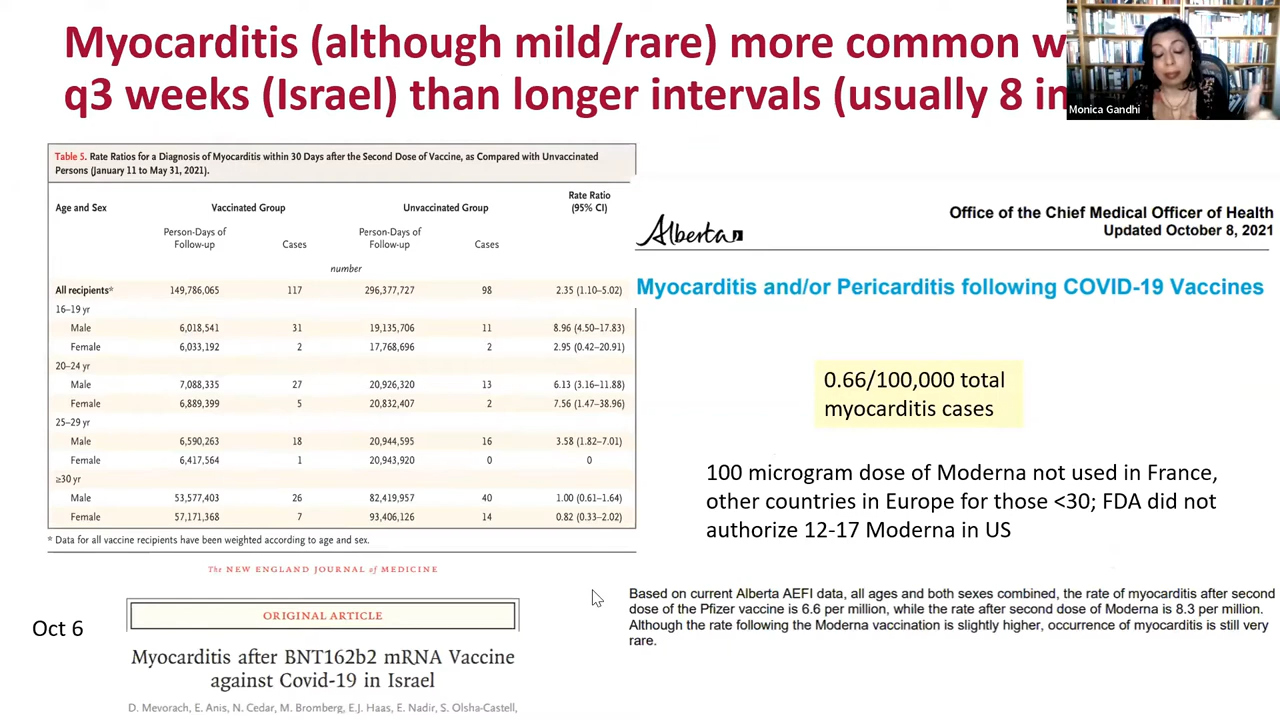 Myocarditis (although mild/rare) more common w
q3 weeks (Israel) than longer intervals (usually 8 in
Monica Gandhi
Table 5. Rate Ratios for a Diagnosis of Myocarditis within 30 Days after the Second Dose of Vaccine, as Compared with Unvaccinated
Persons (January 11 to May 31, 2021).
Age and Sex Vaccinated Group Unvaccinated Group Rate Ratio (95% CI)
Person-Days of Follow-up Cases Person-Days of Follow-up Cases
number
All recipients* 149,786,065 117 296,377,727 98 2.35 (1.10–5.02)
16–19 yr
Male 6,018,541 31 19,135,706 11 8.96 (4.50–17.83)
Female 6,033,192 2 17,768,696 2 2.95 (0.42–20.91)
20–24 yr
Male 7,088,335 27 20,926,320 13 6.13 (3.16–11.88)
Female 6,889,399 5 20,832,407 2 7.56 (1.47–38.96)
25–29 yr
Male 6,590,263 18 20,944,595 16 3.58 (1.82–7.01)
Female 6,417,564 1 20,943,920 0 0
≥30 yr
Male 53,577,403 26 82,419,957 40 1.00 (0.61–1.64)
Female 57,171,368 7 93,406,126 14 0.82 (0.33–2.02)
* Data for all vaccine recipients have been weighted according to age and sex.
The NEW ENGLAND JOURNAL of MEDICINE
ORIGINAL ARTICLE
Oct 6
Myocarditis after BNT162b2 mRNA Vaccine
against Covid-19 in Israel
D. Mevorach, E. Anis, N. Cedar, M. Bromberg, E.J. Haas, E. Nadir, S. Olsha-Castell,
Alberta
Office of the Chief Medical Officer of Health
Updated October 8, 2021
Myocarditis and/or Pericarditis following COVID-19 Vaccines
0.66/100,000 total
myocarditis cases
100 microgram dose of Moderna not used in France,
other countries in Europe for those <30; FDA did not
authorize 12-17 Moderna in US
Based on current Alberta AEFI data, all ages and both sexes combined, the rate of myocarditis after second
dose of the Pfizer vaccine is 6.6 per million, while the rate after second dose of Moderna is 8.3 per million.
Although the rate following the Moderna vaccination is slightly higher, occurrence of myocarditis is still very
rare.